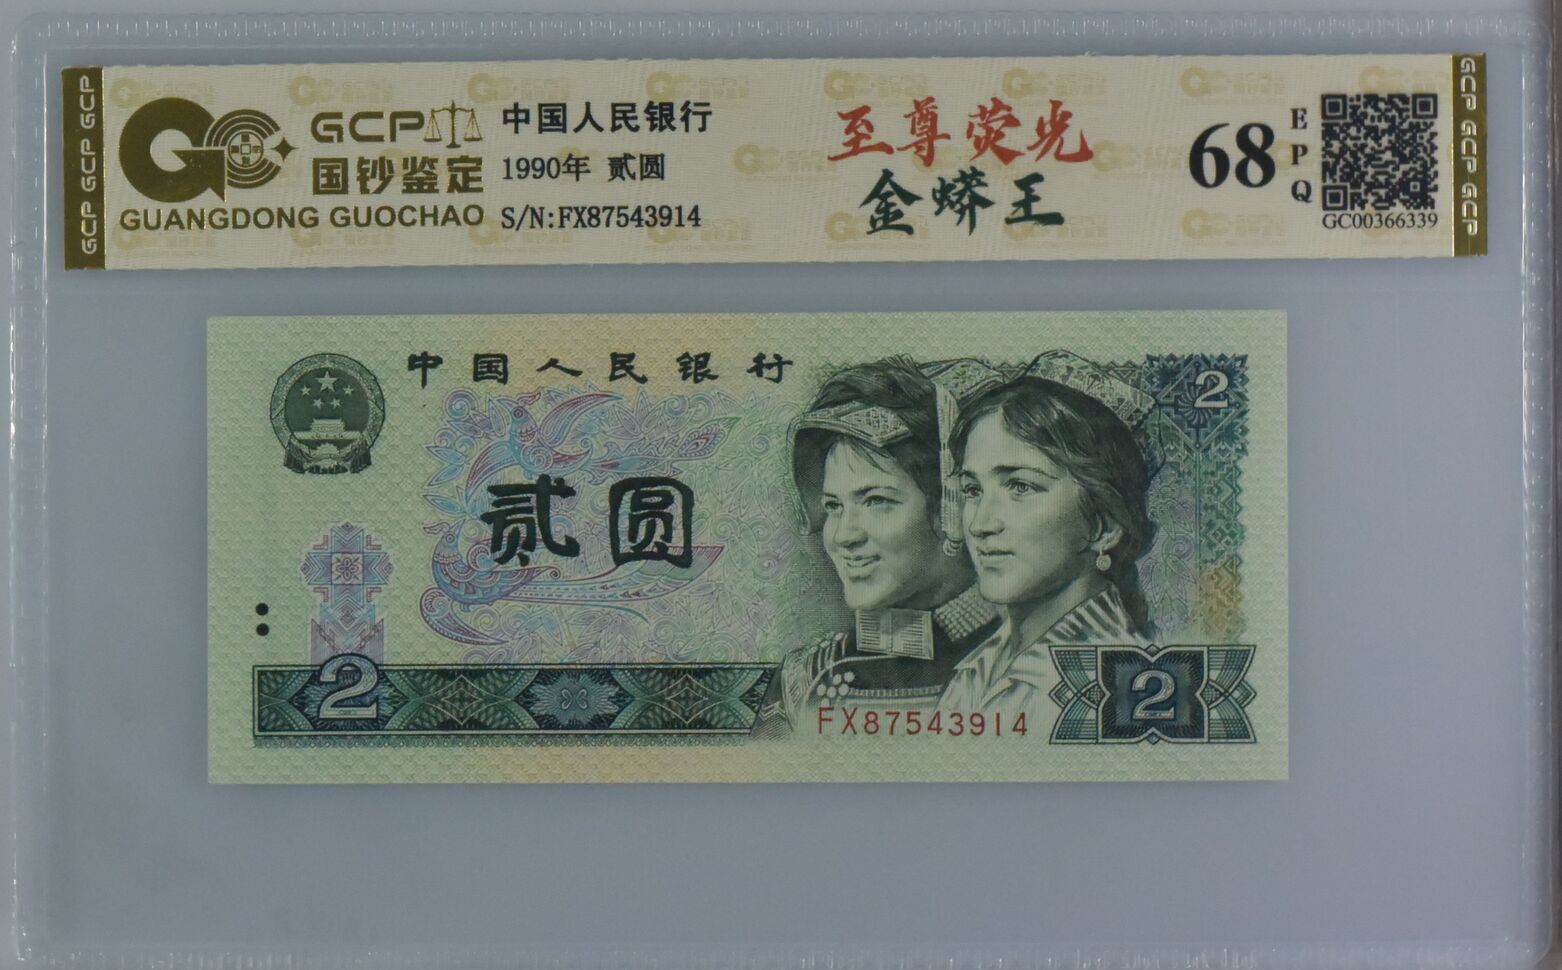 GCP
国钞鉴定
GUANGDONG GUOCHAO
中国人民银行
1990年 贰圆
S/N:FX87543914
至尊荧光
金蟒王
68
EPQ
GC00366339
GCP GCP GCP
GCP GCP GCP
中国人民银行
2
贰圆
2
FX87543914
2